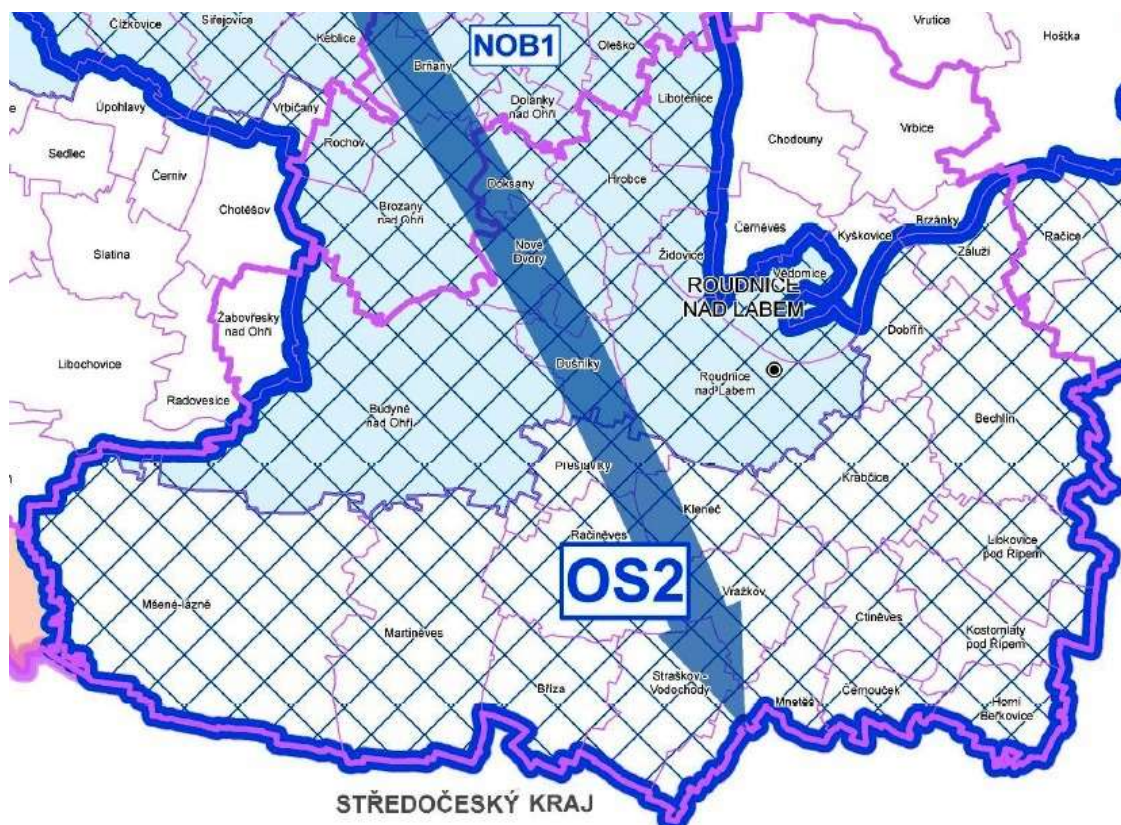 Čížkovice
Siřejovice
Keblice
NOB1
Brňany
Oleško
Vrutice
Hoštka
Úpohlavy
Vrbičany
Dolánky
nad Ohří
Libotenice
Rochov
Chodouny
Vrbice
Sedlec
Černiv
Chotěšov
Brozany
nad Ohří
Doksany
Hrobce
Slatina
Nové
Dvory
Židovice
Černěves
Kyškovice
Brzánky
Záluží
Račice
Vědomice
ROUDNICE
NAD LABEM
Žabovřesky
nad Ohří
Dobříň
Libochovice
Dušníky
Roudnice
nad Labem
Radovesice
Budyně
nad Ohří
Bechlín
Přestavlky
Krabčice
Kleneč
Račiněves
Libkovice
pod Řípem
OS2
Vražkov
Mšené-lázně
Martiněves
Ctiněves
Kostomlaty
pod Řípem
Bříza
Straškov -
Vodochody
Mnetěš
Černouček
Horní
Beřkovice
STŘEDOČESKÝ KRAJ